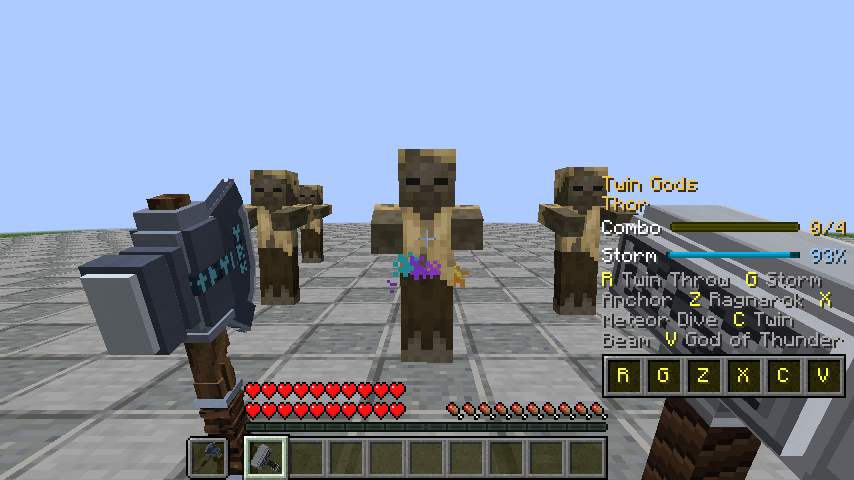 Twin Gods
Thor
Combo 0/4
Storm 93%
R Twin Throw G Storm
Anchor Z Ragnarok X
Meteor Dive C Twin
Beam V God of Thunder
R G Z X C V